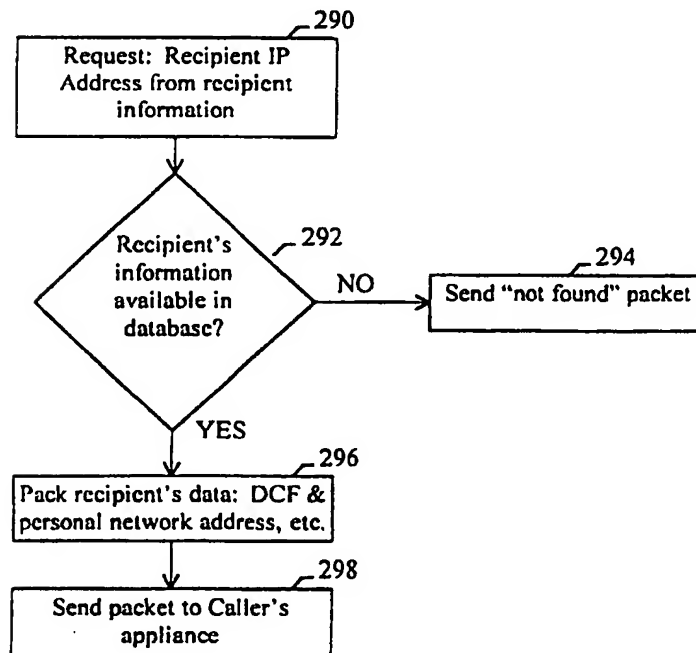 290
Request: Recipient IP
Address from recipient
information
292
Recipient's
information
available in
database?
NO
294
Send "not found" packet
YES
296
Pack recipient's data: DCF &
personal network address, etc.
298
Send packet to Caller's
appliance